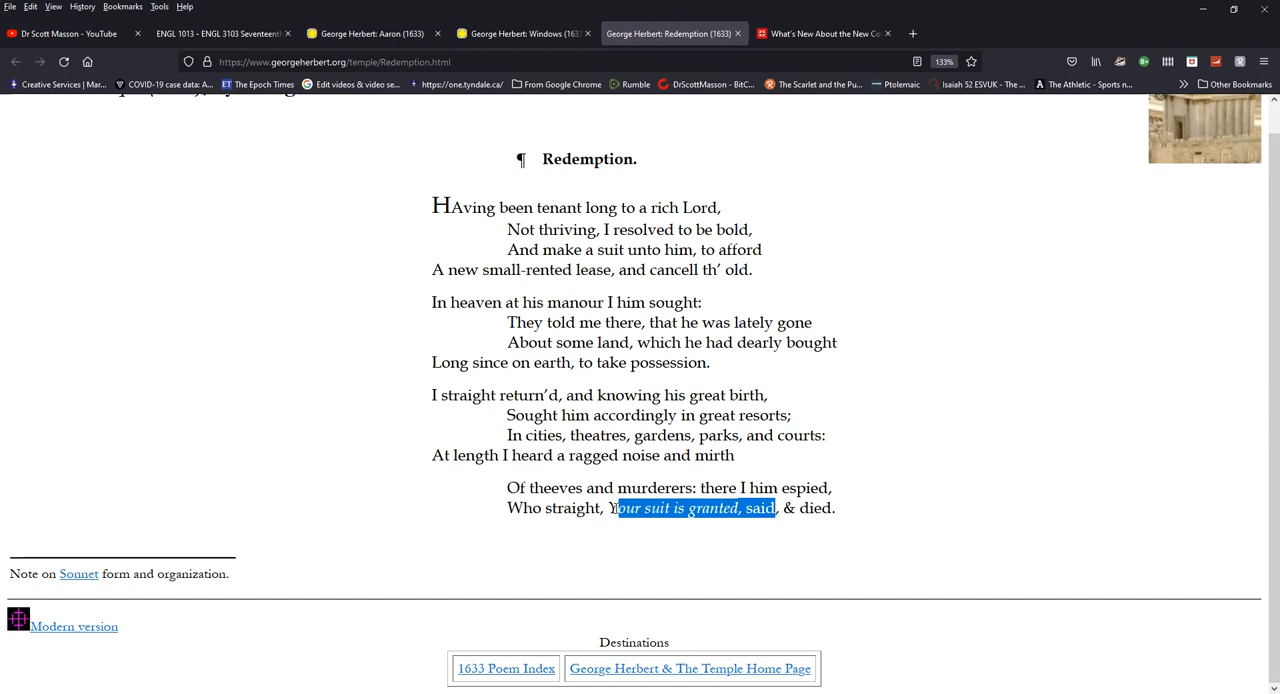 File Edit View History Bookmarks Tools Help
Dr Scott Masson - YouTube
ENGL 1013 - ENGL 3103 Seventeenth
George Herbert: Aaron (1633)
George Herbert: Windows (1633
George Herbert: Redemption (1633)
What's New About the New Co
https://www.georgeherbert.org/temple/Redemption.html
133%
Creative Services | Mar...
COVID-19 case data: A...
The Epoch Times
Edit videos & video se...
https://one.tyndale.ca/
From Google Chrome
Rumble
DrScottMasson - BitC...
The Scarlet and the Pu...
Ptolemaic
Isaiah 52 ESVUK - The ...
The Athletic - Sports n...
Other Bookmarks
¶ Redemption.
HAving been tenant long to a rich Lord,
Not thriving, I resolved to be bold,
And make a suit unto him, to afford
A new small-rented lease, and cancell th' old.
In heaven at his manour I him sought:
They told me there, that he was lately gone
About some land, which he had dearly bought
Long since on earth, to take possession.
I straight return'd, and knowing his great birth,
Sought him accordingly in great resorts;
In cities, theatres, gardens, parks, and courts:
At length I heard a ragged noise and mirth
Of theeves and murderers: there I him espied,
Who straight, Your suit is granted, said, & died.
Note on Sonnet form and organization.
Modern version
Destinations
1633 Poem Index
George Herbert & The Temple Home Page